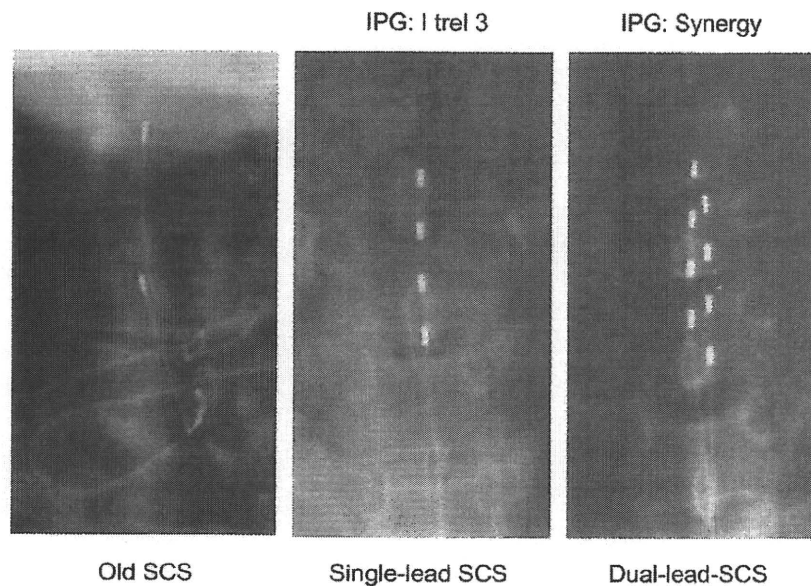 IPG: I trel 3
IPG: Synergy
Old SCS
Single-lead SCS
Dual-lead-SCS